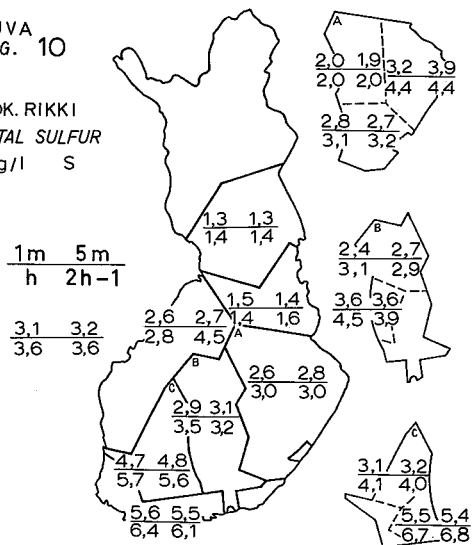 UVA
G. 10
OK. RIKKI
TAL SULFUR
g/l S
1m 5m
h 2h-1
3,1 3,2
3,6 3,6
1,3 1,3
1,4 1,4
1,5 1,4
1,4 1,6
A
2,6 2,7
2,8 4,5
B
C
2,6 2,8
3,0 3,0
2,9 3,1
3,5 3,2
4,7 4,8
5,7 5,6
5,6 5,5
6,4 6,1
A
2,0 1,9
2,0 2,0
3,2 3,9
4,4 4,4
2,8 2,7
3,1 3,2
B
2,4 2,7
3,1 2,9
3,6 3,6
4,5 3,9
C
3,1 3,2
4,1 4,0
5,5 5,4
6,7 6,8